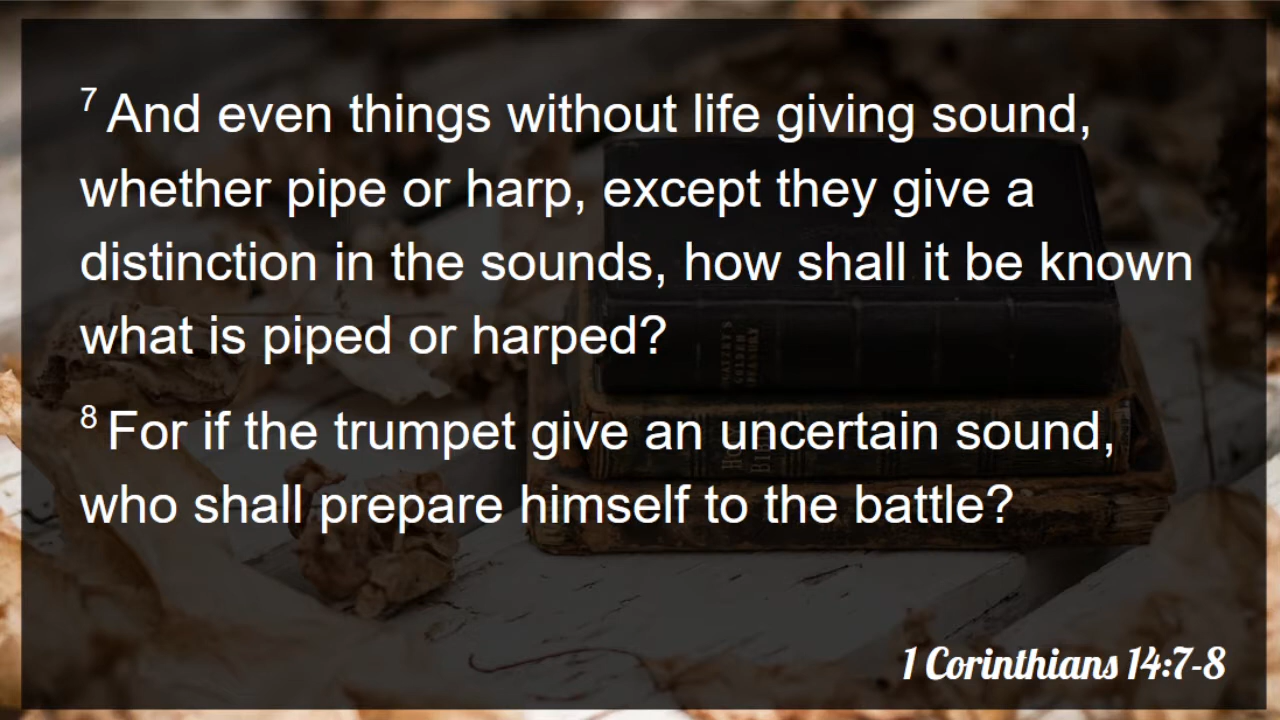 7 And even things without life giving sound,
whether pipe or harp, except they give a
distinction in the sounds, how shall it be known
what is piped or harped?
8 For if the trumpet give an uncertain sound,
who shall prepare himself to the battle?
1 Corinthians 14:7-8